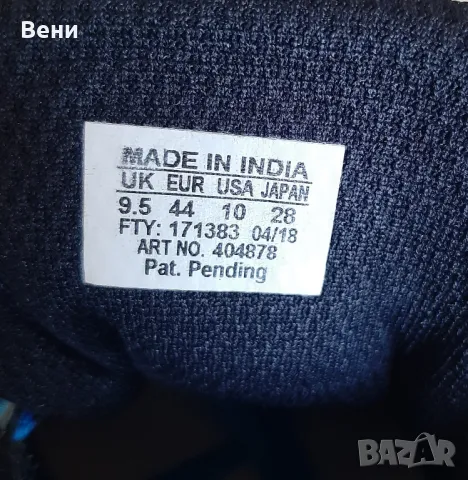 Вени
MADE IN INDIA
UK EUR USA JAPAN
9.5 44 10 28
FTY: 171383 04/18
ART NO. 404878
Pat. Pending
BAZAR